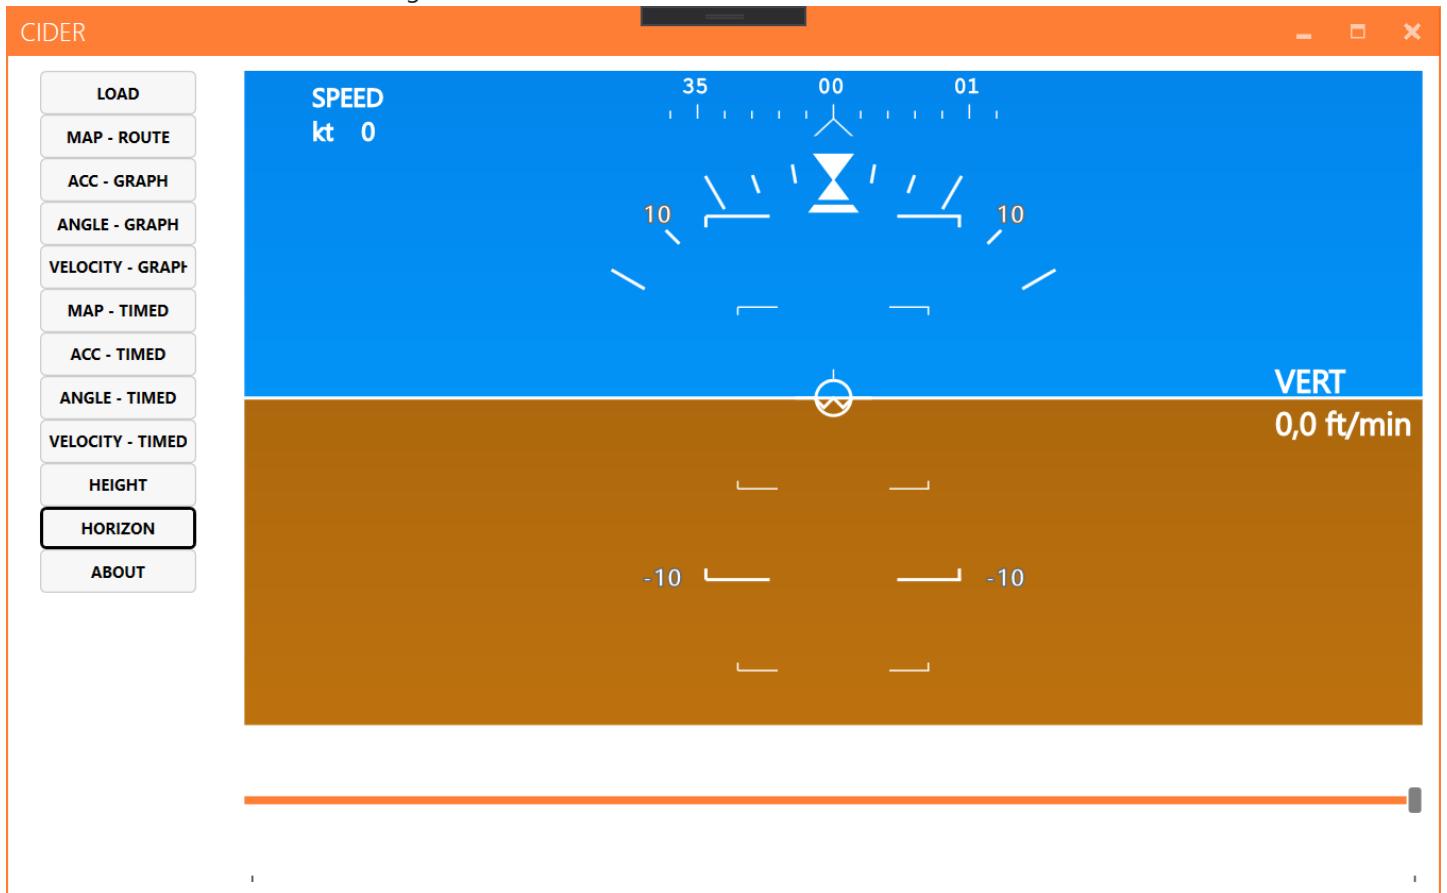 CIDER
LOAD
MAP - ROUTE
ACC - GRAPH
ANGLE - GRAPH
VELOCITY - GRAPH
MAP - TIMED
ACC - TIMED
ANGLE - TIMED
VELOCITY - TIMED
HEIGHT
HORIZON
ABOUT
SPEED
kt 0
35 00 01
10 10
VERT
0,0 ft/min
-10 -10